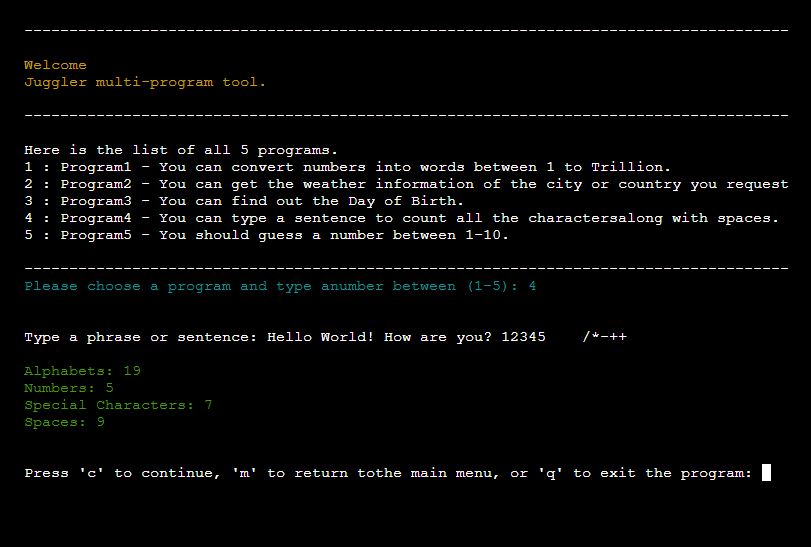 -------------------------------------------------------------------------------------
Welcome
Juggler multi-program tool.
-------------------------------------------------------------------------------------
Here is the list of all 5 programs.
1 : Program1 - You can convert numbers into words between 1 to Trillion.
2 : Program2 - You can get the weather information of the city or country you request
3 : Program3 - You can find out the Day of Birth.
4 : Program4 - You can type a sentence to count all the charactersalong with spaces.
5 : Program5 - You should guess a number between 1-10.
-------------------------------------------------------------------------------------
Please choose a program and type anumber between (1-5): 4
Type a phrase or sentence: Hello World! How are you? 12345    /*-++
Alphabets: 19
Numbers: 5
Special Characters: 7
Spaces: 9
Press 'c' to continue, 'm' to return tothe main menu, or 'q' to exit the program: